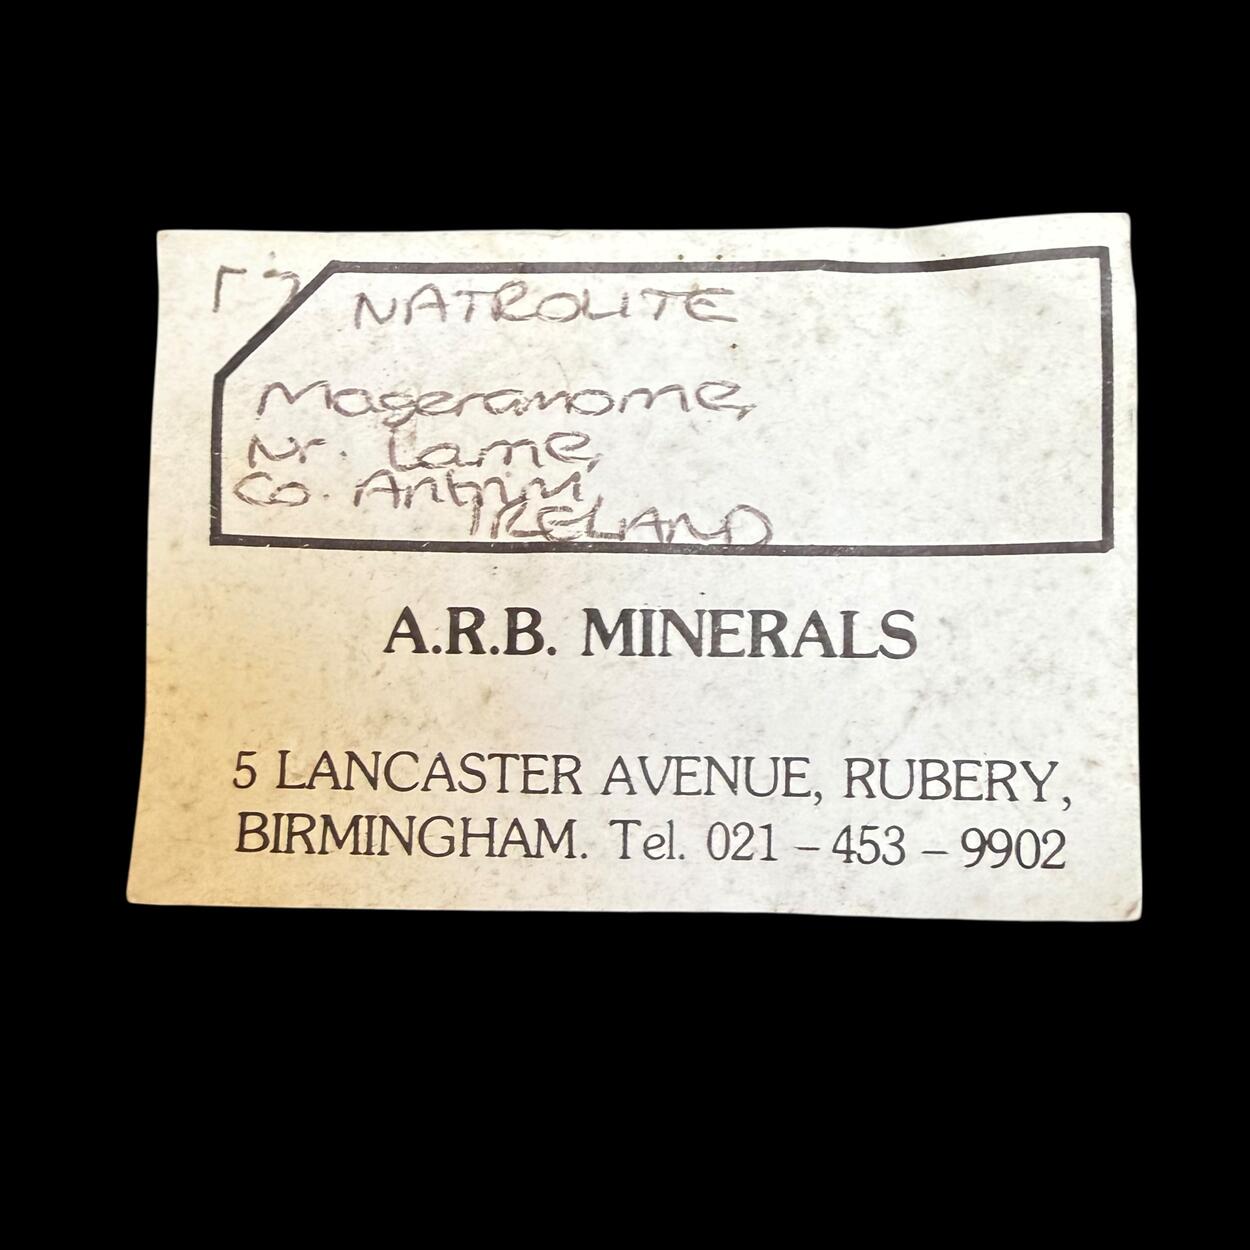 NATROLITE
Mageramorne,
Nr. Larne,
Co. Antrim,
IRELAND
A.R.B. MINERALS
5 LANCASTER AVENUE, RUBERY,
BIRMINGHAM. Tel. 021 – 453 – 9902